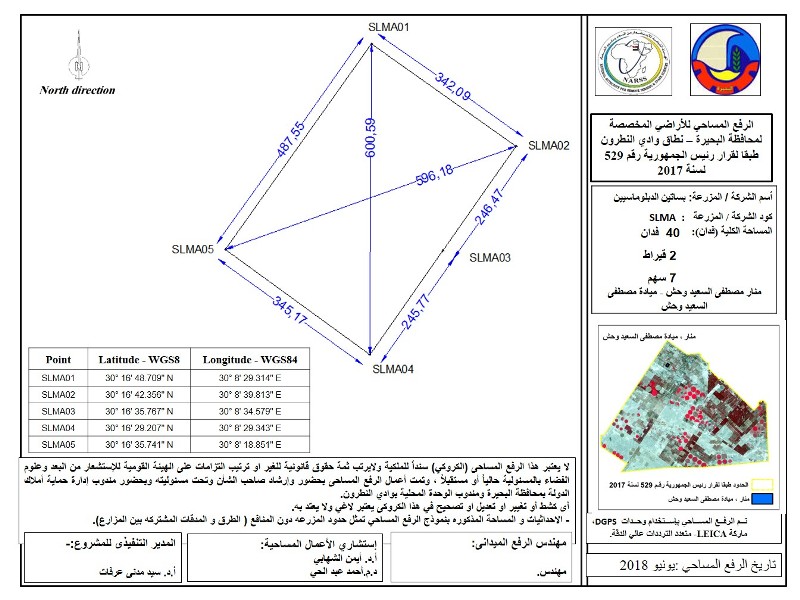 North direction
N
SLMA01
342,09
487,55
600,59
SLMA02
596,18
246,47
SLMA05
SLMA03
345,17
245,77
SLMA04
Point Latitude - WGS8 Longitude - WGS84
SLMA01 30° 16' 48.709" N 30° 8' 29.314" E
SLMA02 30° 16' 42.356" N 30° 8' 39.813" E
SLMA03 30° 16' 35.767" N 30° 8' 34.579" E
SLMA04 30° 16' 29.207" N 30° 8' 29.343" E
SLMA05 30° 16' 35.741" N 30° 8' 18.851" E
NARSS
الرفع المساحي للأراضي المخصصة
لمحافظة البحيرة – نطاق وادي النطرون
طبقا لقرار رئيس الجمهورية رقم 529
لسنة 2017
أسم الشركة / المزرعة: بساتين الدبلوماسيين
كود الشركة / المزرعة : SLMA
المساحة الكلية (فدان): 40 فدان
2 قيراط
7 سهم
منار مصطفى السعيد وحش - ميادة مصطفى
السعيد وحش
منار ، ميادة مصطفى السعيد وحش
الحدود طبقا لقرار رئيس الجمهورية رقم 529 لسنة 2017
منار ، ميادة مصطفى السعيد وحش
تم الرفع المساحي بإستخدام وحدات DGPS،
ماركة LEICA، متعدد الترددات عالي الدقة.
تاريخ الرفع المساحي :يونيو 2018
لا يعتبر هذا الرفع المساحى (الكروكي) سنداً للملكية ولايرتب ثمة حقوق قانونية للغير او ترتيب التزامات على الهيئة القومية للإستشعار من البعد وعلوم
الفضاء بالمسئولية حالياً أو مستقبلاً ، وتمت أعمال الرفع المساحي بحضور وإرشاد صاحب الشأن وتحت مسئوليته وبحضور مندوب إدارة حماية أملاك
الدولة بمحافظة البحيرة ومندوب الوحدة المحلية بوادي النطرون.
أى كشط أو تغيير او تعديل او تصحيح في هذا الكروكى يعتبر لاغي ولا يعتد به.
- الاحداثيات و المساحة المذكوره بنموذج الرفع المساحي تمثل حدود المزرعه دون المنافع ( الطرق و المدقات المشتركه بين المزارع).
مهندس الرفع الميداني:
مهندس.
إستشاري الأعمال المساحية:
أ.د. أيمن الشهابي
د.م.أحمد عبد الحي
المدير التنفيذى للمشروع:-
أ.د. سيد مدنى عرفات